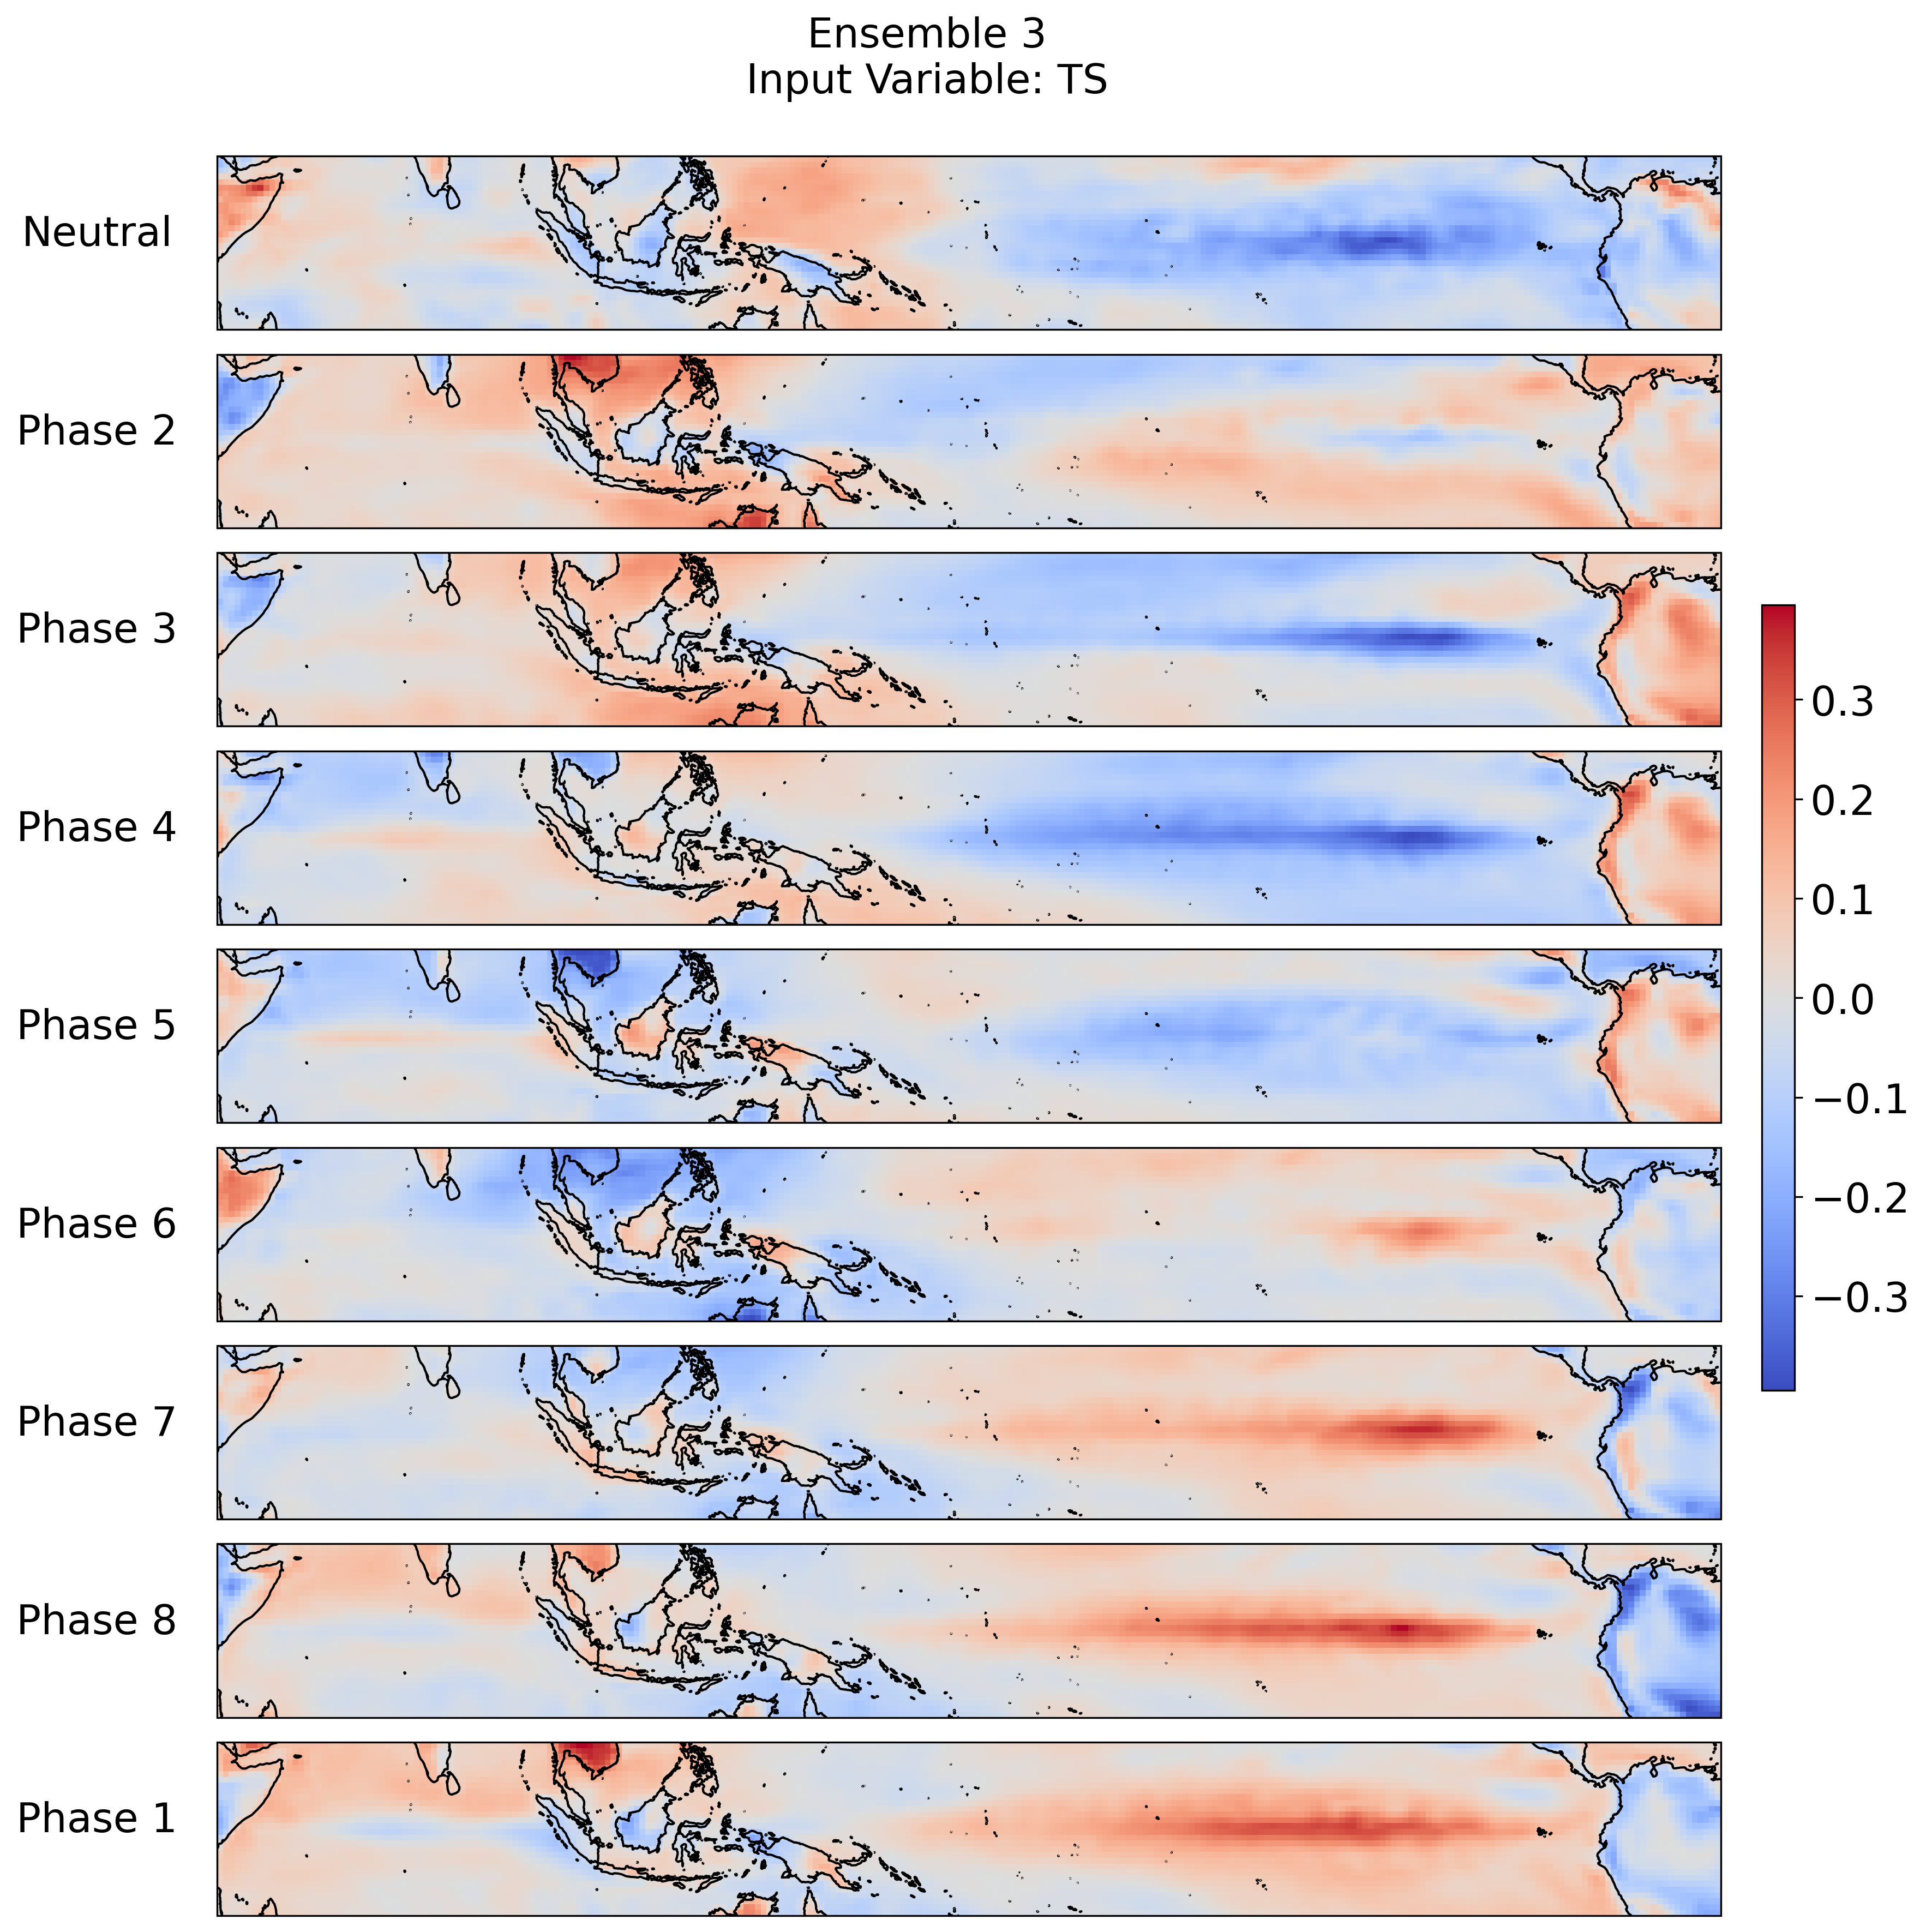 Ensemble 3
Input Variable: TS
Neutral
Phase 2
Phase 3
Phase 4
Phase 5
Phase 6
Phase 7
Phase 8
Phase 1
0.3
0.2
0.1
0.0
−0.1
−0.2
−0.3